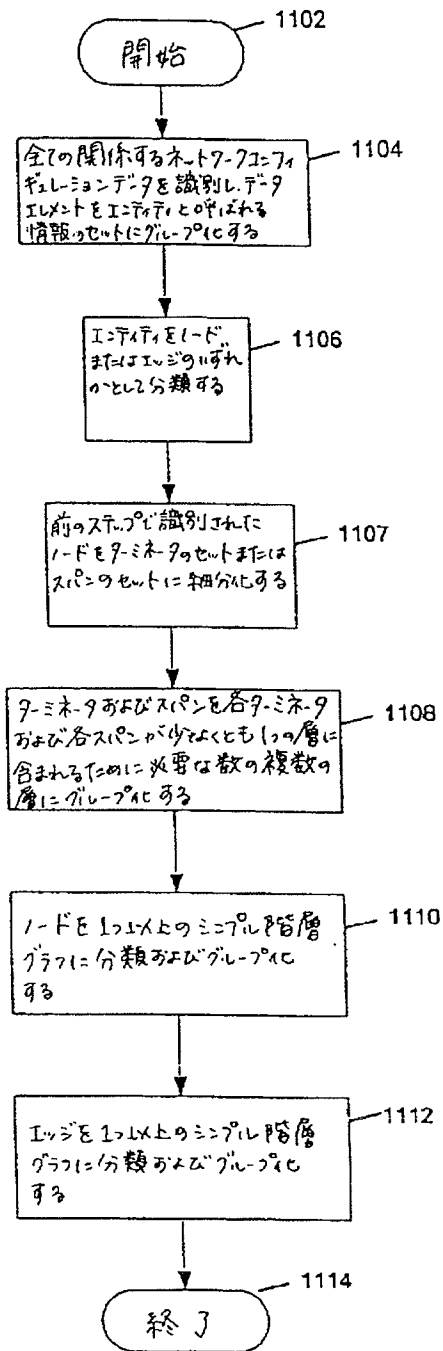 1102
開始
1104
全ての関係するネットワークコンフィ
ギュレーションデータを識別し、データ
エレメントをエンティティと呼ばれる
情報のセットにグループ化する
1106
エンティティをノード
またはエッジのいずれ
かとして分類する
1107
前のステップで識別された
ノードをターミネータのセットまたは
スパンのセットに細分化する
1108
ターミネータおよびスパンを各ターミネータ
および各スパンが少なくとも1つの層に
含まれるために必要な数の複数の
層にグループ化する
1110
ノードを1つ以上のシンプル階層
グラフに分類およびグループ化
する
1112
エッジを1つ以上のシンプル階層
グラフに分類およびグループ化
する
1114
終了